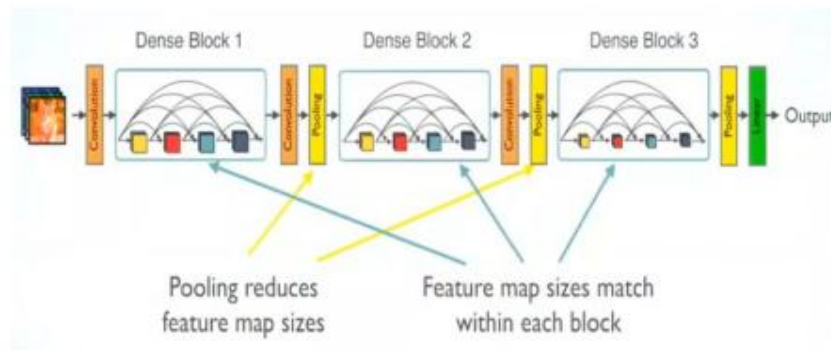 Dense Block 1
Dense Block 2
Dense Block 3
Convolution
Convolution
Pooling
Convolution
Pooling
Pooling
Linear
Output
Pooling reduces
feature map sizes
Feature map sizes match
within each block